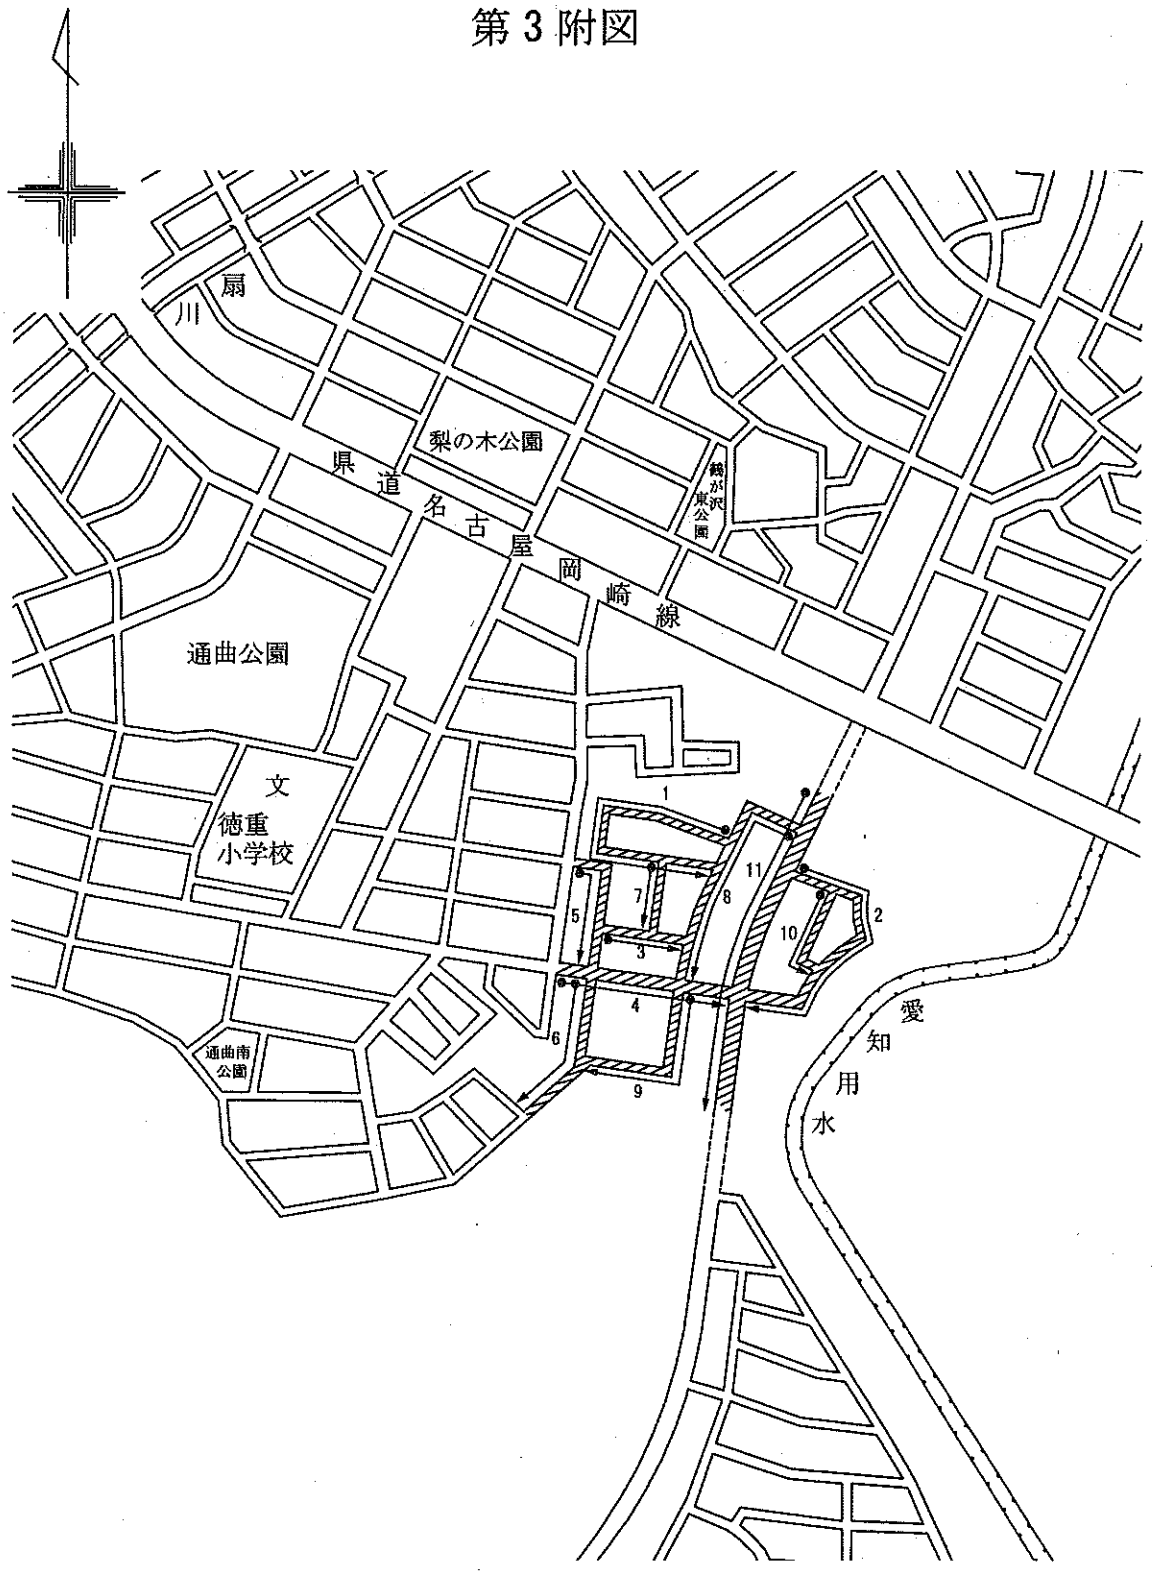 第3附図
扇
川
県道名古屋岡崎線
梨の木公園
鶴が沢
東公園
通曲公園
文
徳重
小学校
1
11
7
8
2
5
10
3
4
6
9
通曲南
公園
愛知用水